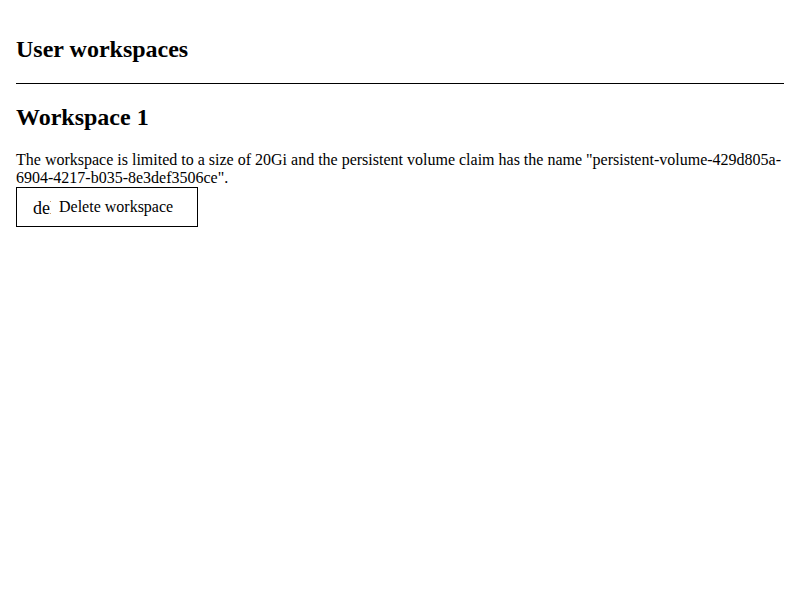 User workspaces
Workspace 1
The workspace is limited to a size of 20Gi and the persistent volume claim has the name "persistent-volume-429d805a-
6904-4217-b035-8e3def3506ce".
de Delete workspace